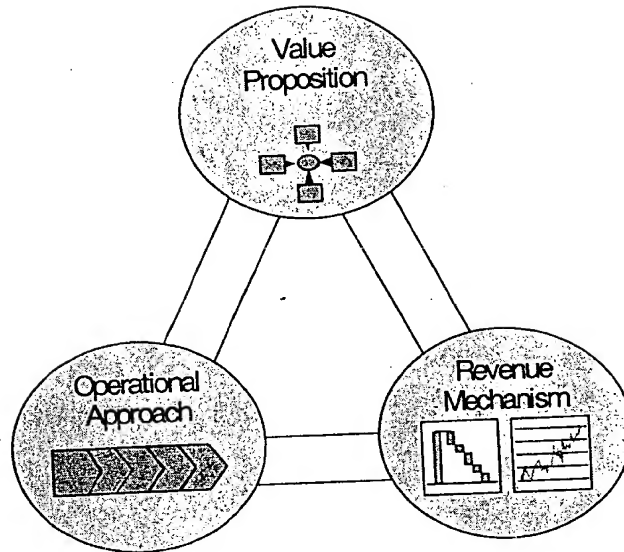 Value
Proposition
Operational
Approach
Revenue
Mechanism